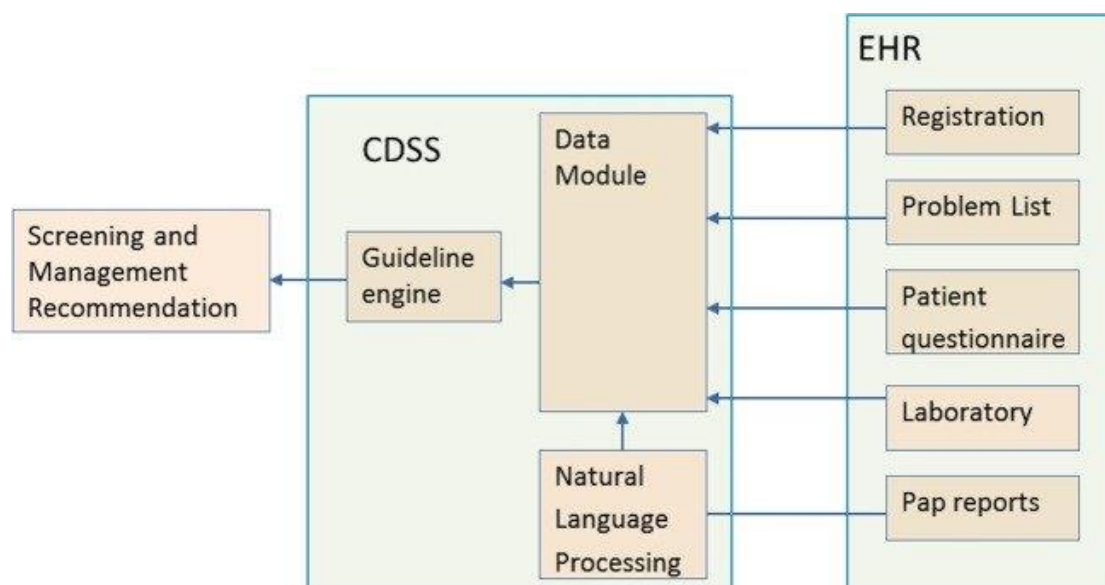 EHR
Registration
CDSS
Data
Module
Problem List
Screening and
Management
Recommendation
Guideline
engine
Patient
questionnaire
Laboratory
Natural
Language
Processing
Pap reports